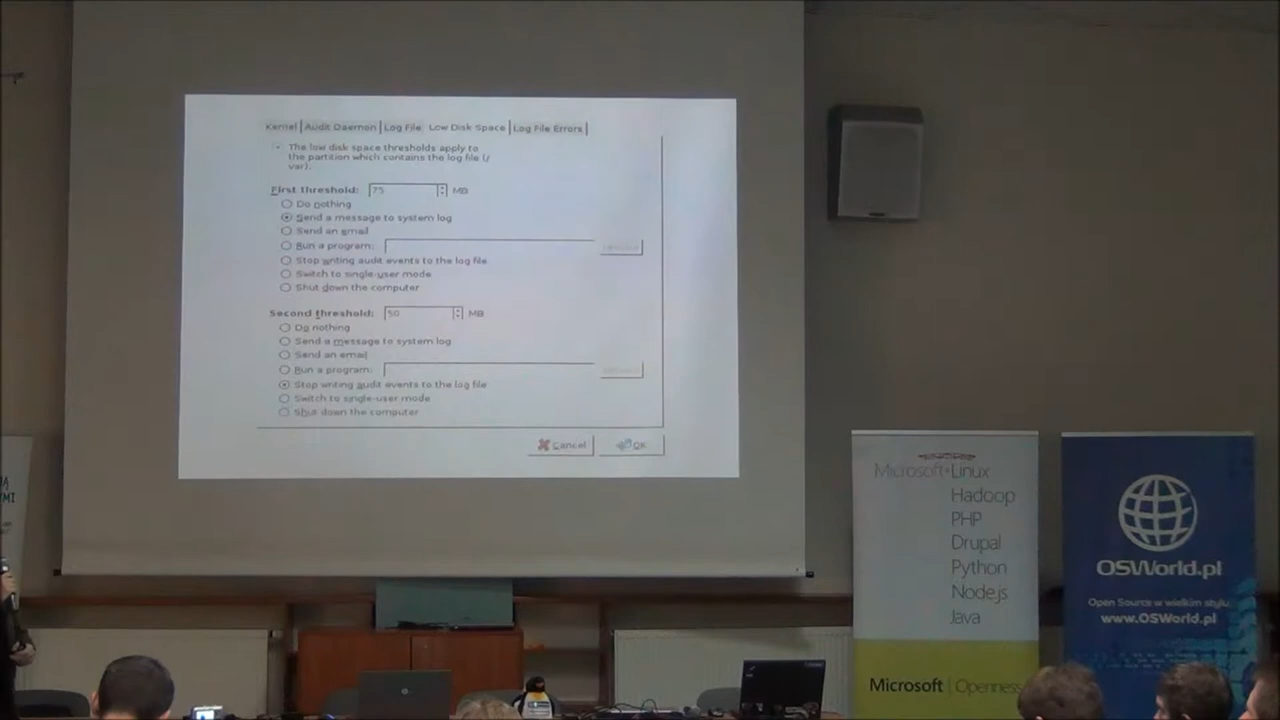 Kernel Audit Daemon Log File Low Disk Space Log File Errors
The low disk space thresholds apply to
the partition which contains the log file (/
var).
First threshold: 75 MB
Do nothing
Send a message to system log
Send an email
Run a program:
Stop writing audit events to the log file
Switch to single-user mode
Shut down the computer
Second threshold: 50 MB
Do nothing
Send a message to system log
Send an email
Run a program:
Stop writing audit events to the log file
Switch to single-user mode
Shut down the computer
Cancel OK
Microsoft+Linux
Hadoop
PHP
Drupal
Python
Nodejs
Java
Microsoft | Openness
OSWorld.pl
Open Source w wielkim stylu
www.OSWorld.pl